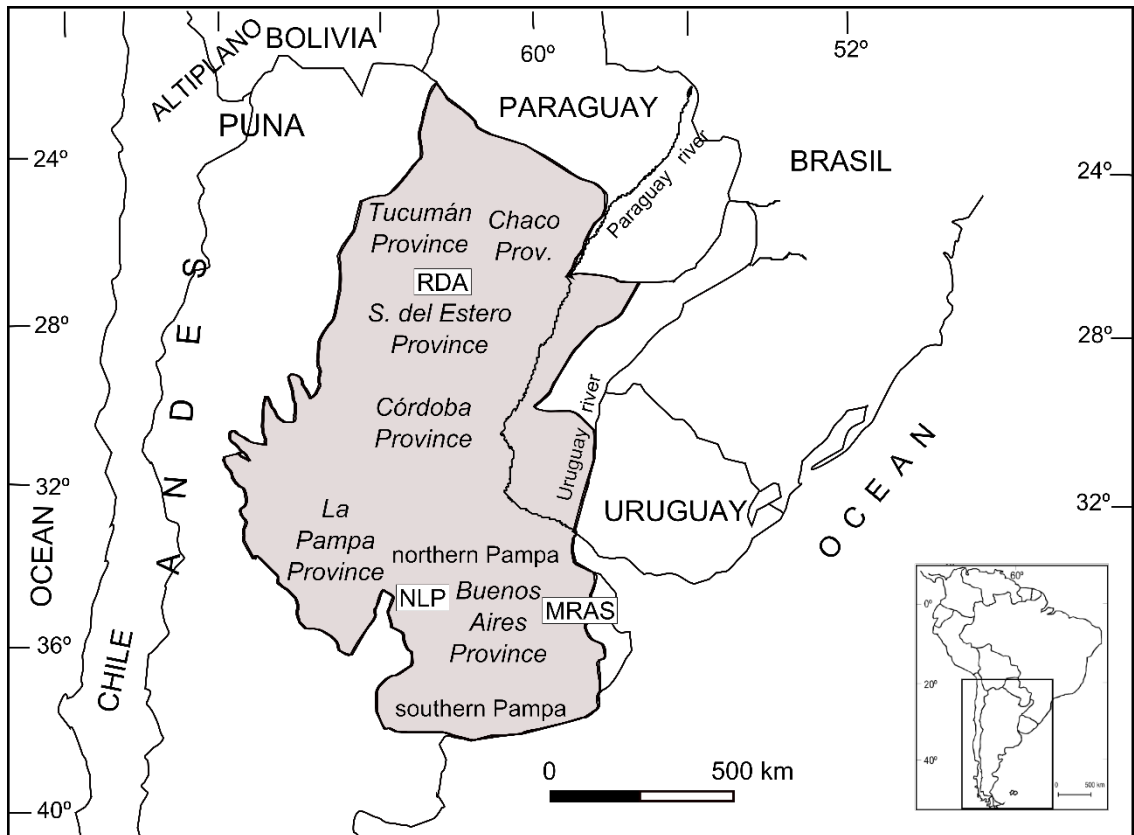 BOLIVIA
ALTIPLANO
60º
52º
PUNA
PARAGUAY
24º
BRASIL
24º
Paraguay river
Tucumán
Province
Chaco
Prov.
RDA
S. del Estero
Province
28º
28º
ANDES
Córdoba
Province
Uruguay river
32º
URUGUAY
32º
OCEAN
OCEAN
La
Pampa
Province
northern Pampa
NLP
Buenos
Aires
Province
MRAS
36º
CHILE
southern Pampa
0 500 km
40º
60º
0º
20º
40º
0 500 km